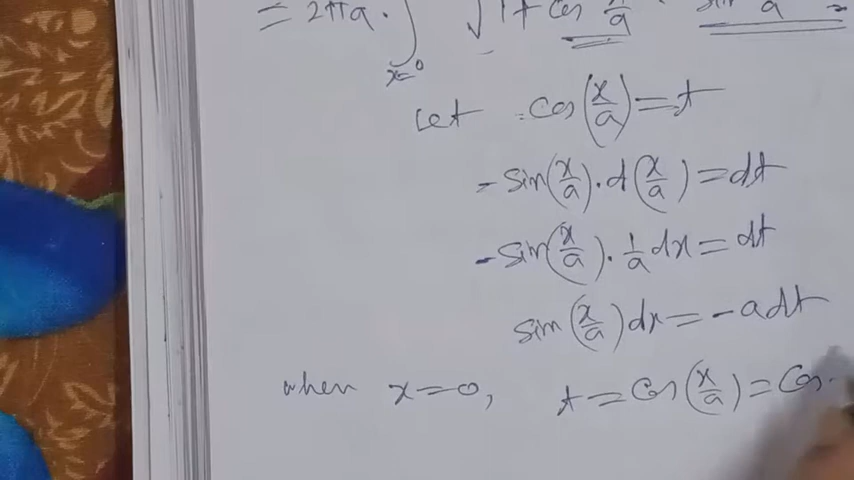 = 2πa · ∫ x=0 √1+ cos x/a · sin a =
Let cos(x/a) = t
- sin(x/a) · d(x/a) = dt
- sin(x/a) · 1/a dx = dt
sin(x/a) dx = - a dt
when x = 0, t = cos(x/a) = cos